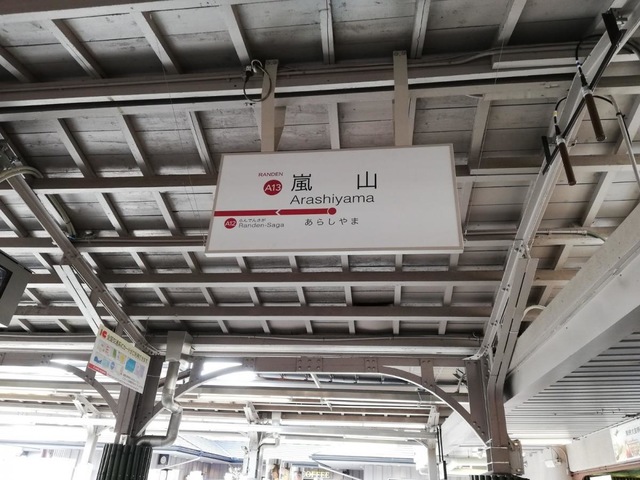 RANDEN
A13 嵐山
Arashiyama
あらしやま
A12 らんでんさが
Randen-Saga